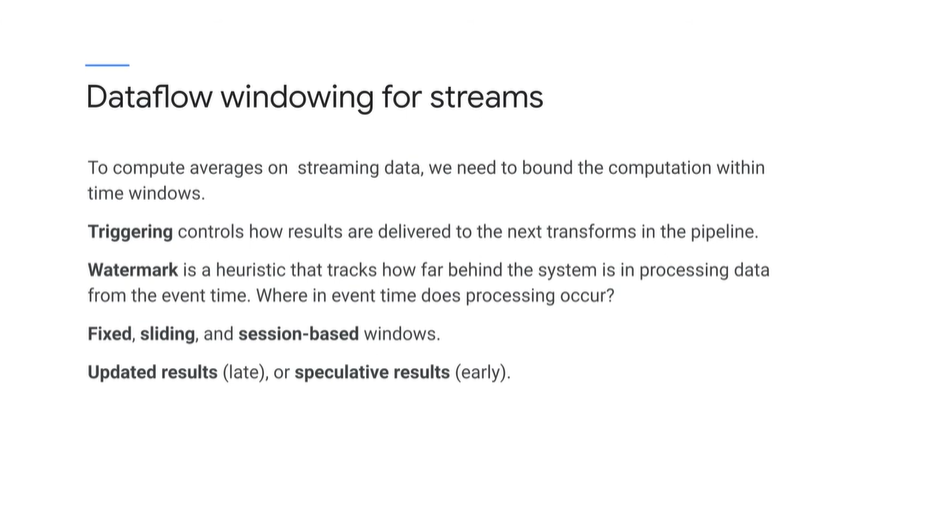 Dataflow windowing for streams
To compute averages on  streaming data, we need to bound the computation within
time windows.
Triggering controls how results are delivered to the next transforms in the pipeline.
Watermark is a heuristic that tracks how far behind the system is in processing data
from the event time. Where in event time does processing occur?
Fixed, sliding, and session-based windows.
Updated results (late), or speculative results (early).